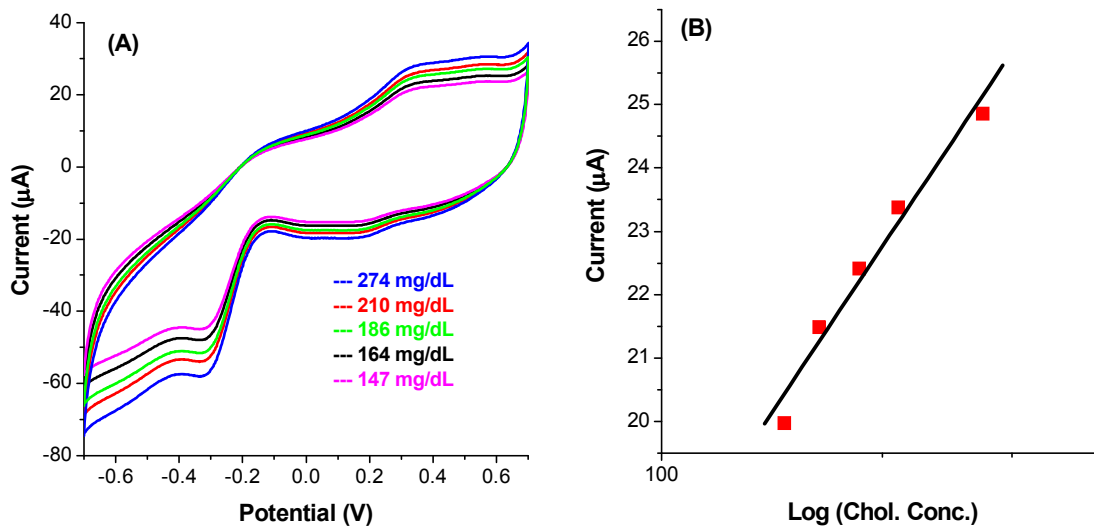 (A)
Current (µA)
40
20
0
-20
-40
-60
-80
--- 274 mg/dL
--- 210 mg/dL
--- 186 mg/dL
--- 164 mg/dL
--- 147 mg/dL
-0.6 -0.4 -0.2 0.0 0.2 0.4 0.6
Potential (V)
(B)
Current (µA)
26
25
24
23
22
21
20
100
Log (Chol. Conc.)